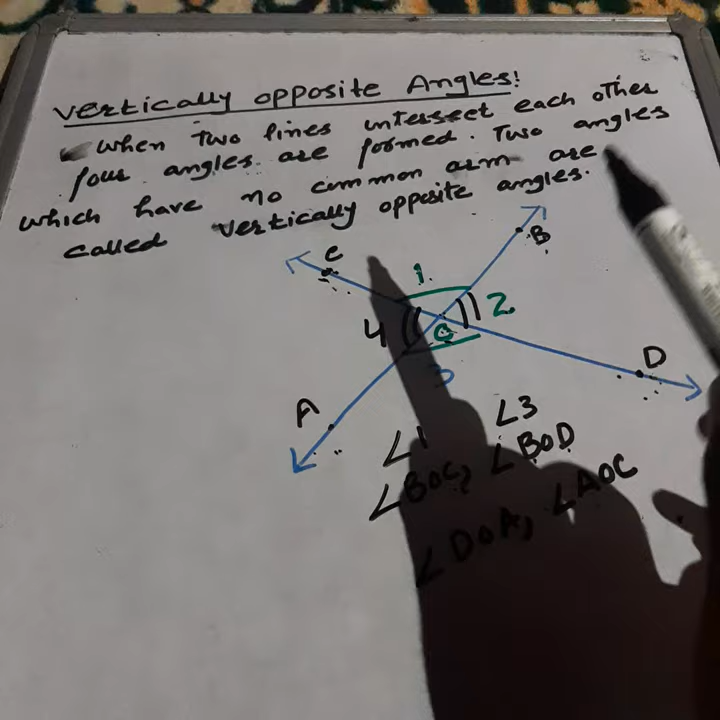 vertically opposite Angles!
when Two lines intersect each other
four angles are formed. Two angles
which have no common arm are
called vertically opposite angles.
C
B
1
4
2
O
3
D
A
∠1 ∠3
∠BOC, ∠BOD
∠DOA, ∠AOC